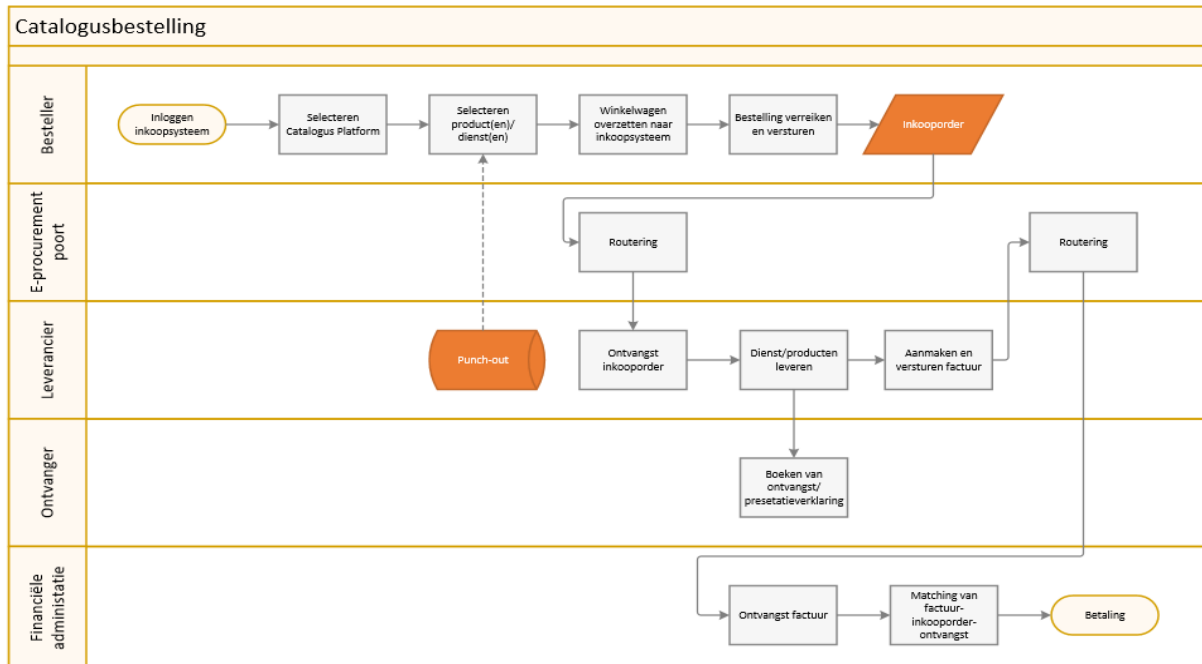 Catalogusbestelling
Besteller
Inloggen
inkoopsysteem
Selecteren
Catalogus Platform
Selecteren
product(en)/
dienst(en)
Winkelwagen
overzetten naar
inkoopsysteem
Bestelling verreiken
en versturen
Inkooporder
E-procurement
poort
Routering
Routering
Leverancier
Punch-out
Ontvangst
inkooporder
Dienst/producten
leveren
Aanmaken en
versturen factuur
Ontvanger
Boeken van
ontvangst/
presetatieverklaring
Financiële
administatie
Ontvangst factuur
Matching van
factuur-
inkooporder-
ontvangst
Betaling